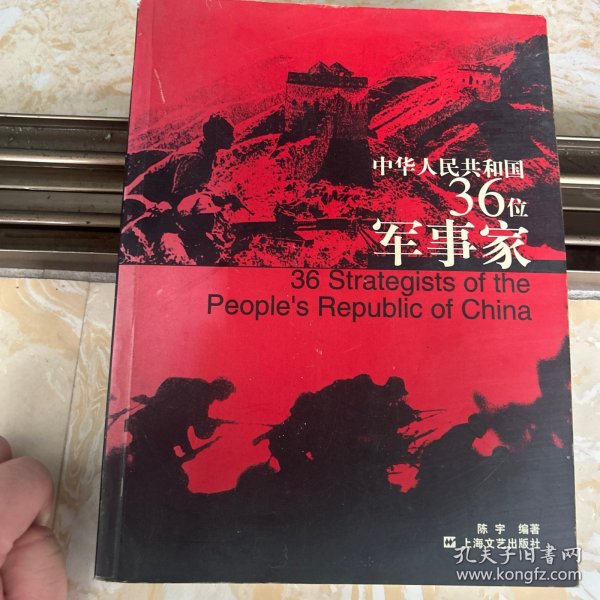 中华人民共和国
36位
军事家
36 Strategists of the
People's Republic of China
陈宇 编著
上海文艺出版社
孔夫子旧书网
www.kongfz.com